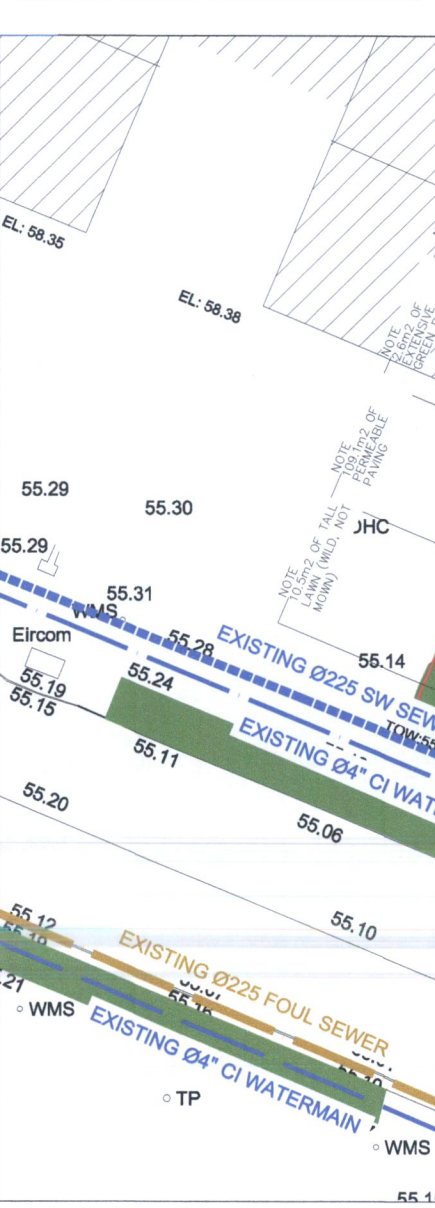 EL: 58.35
EL: 58.38
NOTE
2.6m2 OF
EXTENSIVE
GREEN
NOTE
109.1m2 OF
PERMEABLE
PAVING
NOTE
10.5m2 OF TALL
LAWN (WILD, NOT
MOWN)
55.29
55.30
55.29
55.31
WMS
Eircom
55.28
EXISTING Ø225 SW SEW
55.14
55.19
55.15
55.24
TOW:55
EXISTING Ø4" CI WAT
55.11
55.20
55.06
55.12
55.10
EXISTING Ø225 FOUL SEWER
.21
WMS
EXISTING Ø4" CI WATERMAIN
TP
WMS